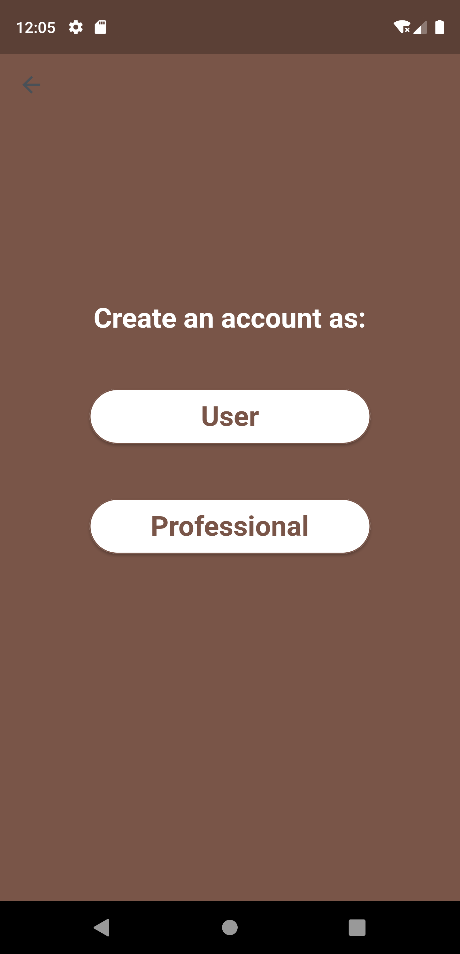 12:05
Create an account as:
User
Professional